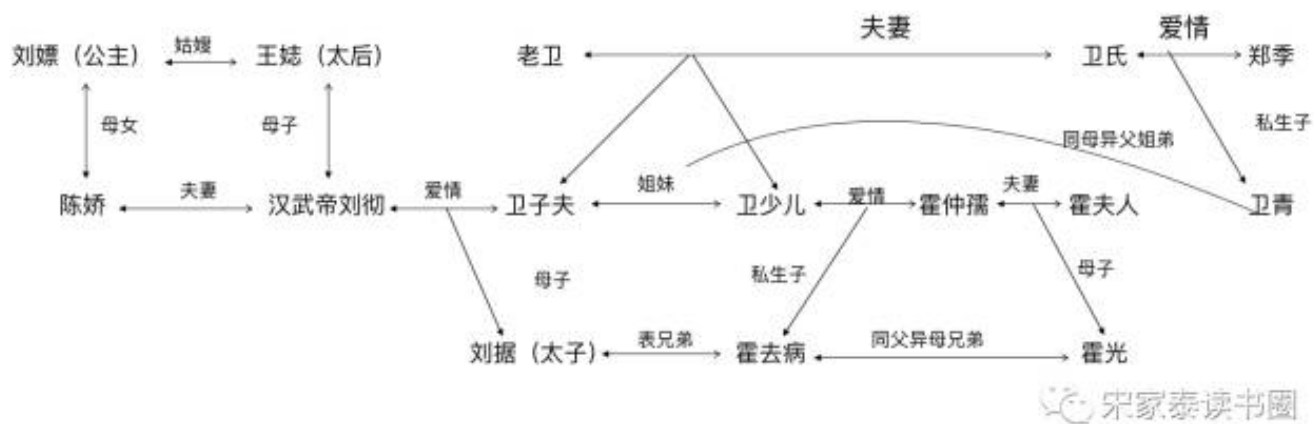 夫妻 爱情
刘嫖（公主） 姑嫂 王娡（太后） 老卫 卫氏 郑季
母女 母子 私生子
同母异父姐弟
陈娇 夫妻 汉武帝刘彻 爱情 卫子夫 姐妹 卫少儿 爱情 霍仲孺 夫妻 霍夫人 卫青
母子 私生子 母子
刘据（太子） 表兄弟 霍去病 同父异母兄弟 霍光
宋家泰读书圈